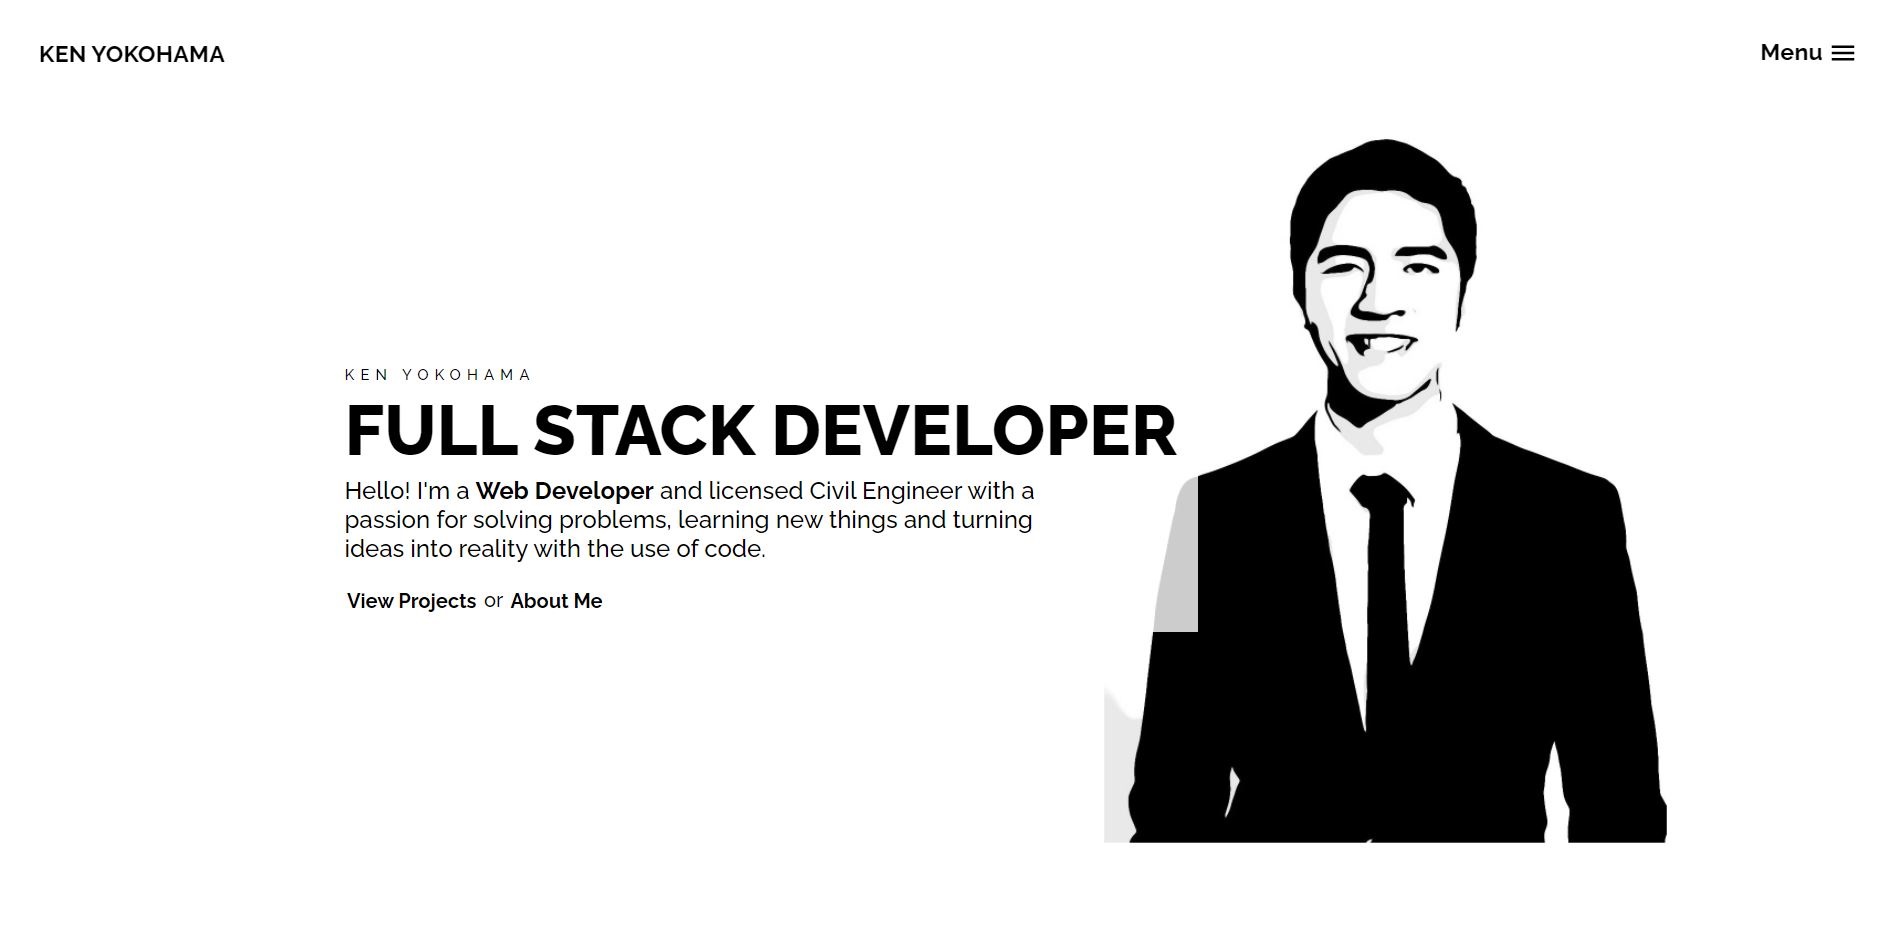 KEN YOKOHAMA
Menu
KEN YOKOHAMA
FULL STACK DEVELOPER
Hello! I'm a Web Developer and licensed Civil Engineer with a
passion for solving problems, learning new things and turning
ideas into reality with the use of code.
View Projects or About Me